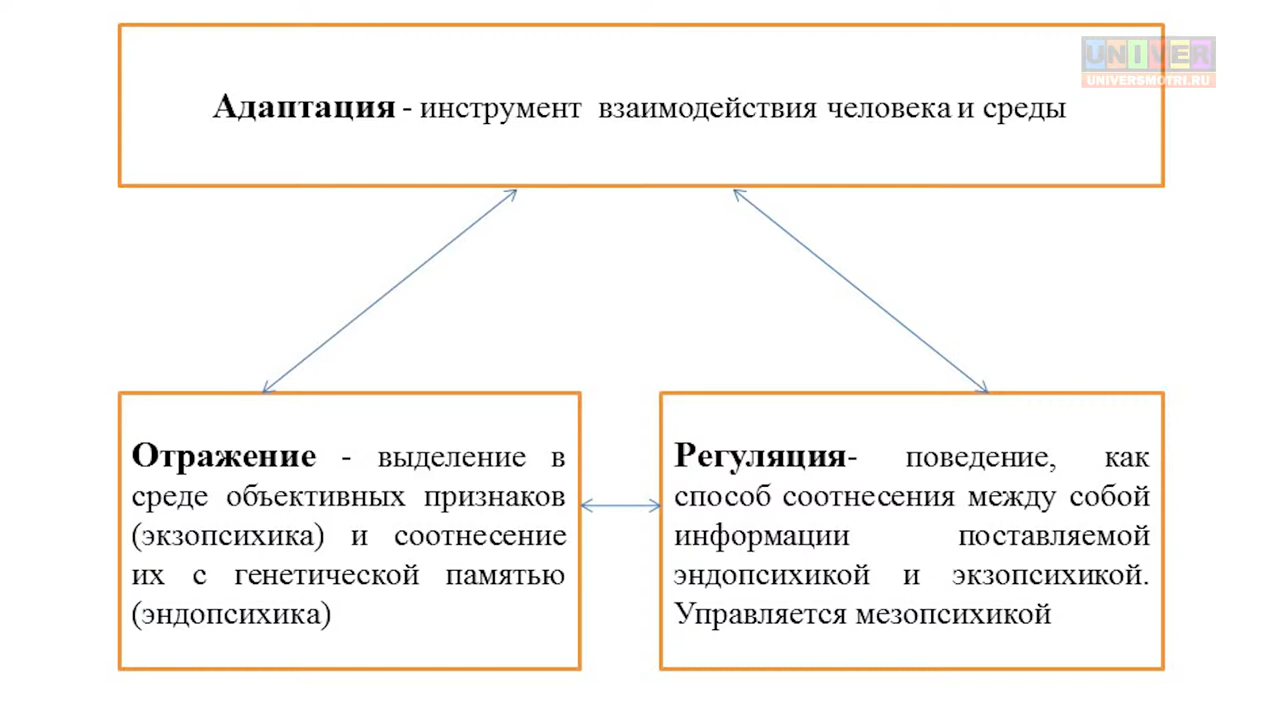 UNIVER
UNIVERSMOTRI.RU
Адаптация - инструмент взаимодействия человека и среды
Отражение - выделение в
среде объективных признаков
(экзопсихика) и соотнесение
их с генетической памятью
(эндопсихика)
Регуляция- поведение, как
способ соотнесения между собой
информации поставляемой
эндопсихикой и экзопсихикой.
Управляется мезопсихикой